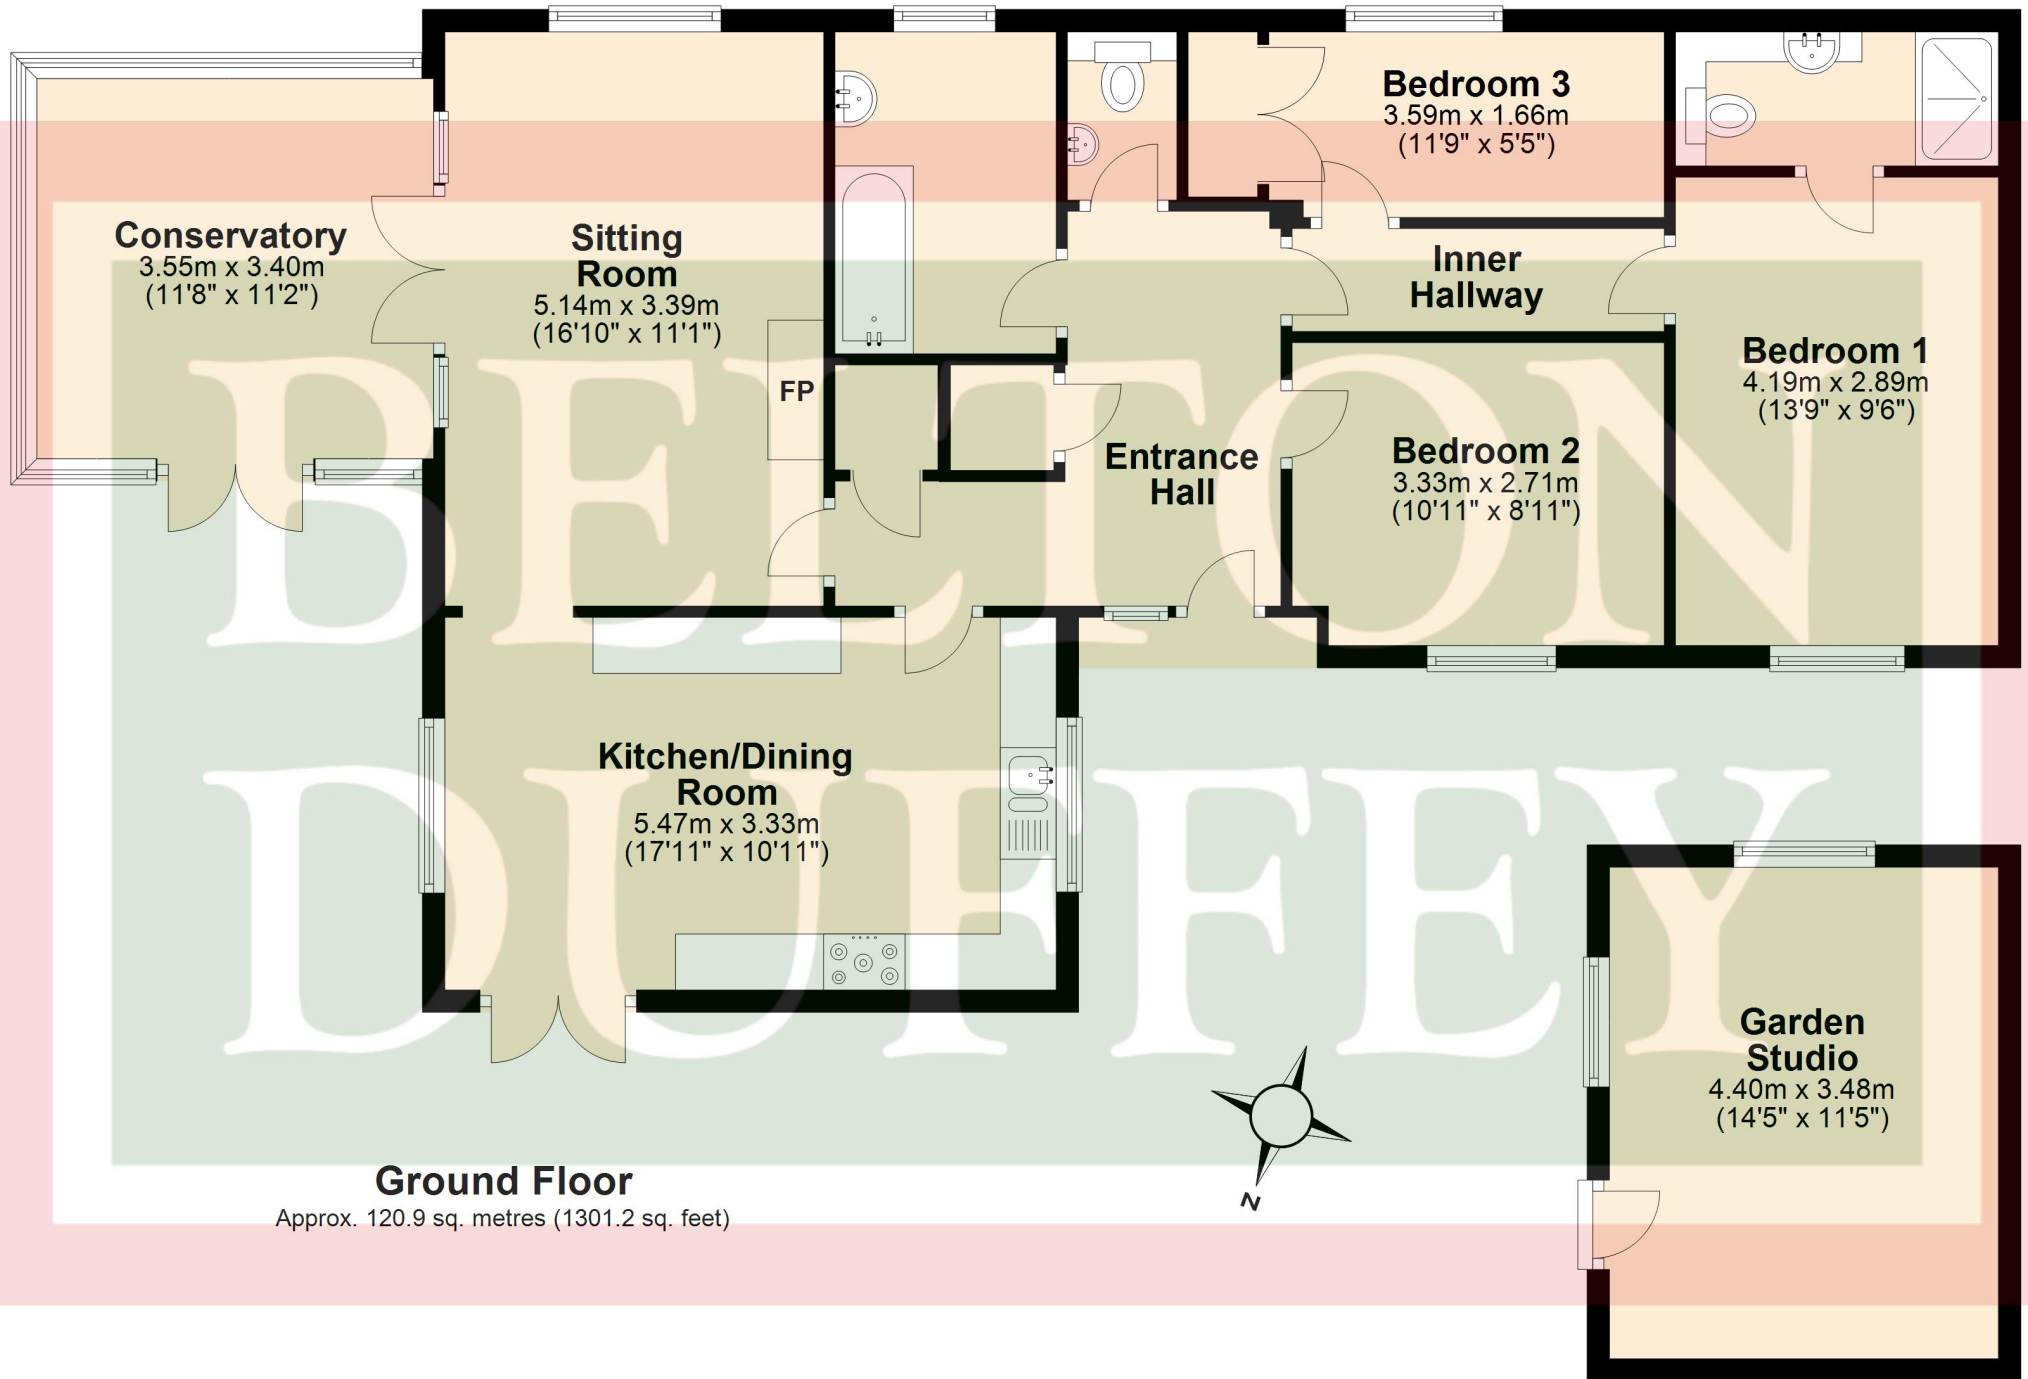 Bedroom 3
3.59m x 1.66m
(11'9" x 5'5")
Conservatory
3.55m x 3.40m
(11'8" x 11'2")
Sitting
Room
5.14m x 3.39m
(16'10" x 11'1")
Inner
Hallway
FP
Bedroom 1
4.19m x 2.89m
(13'9" x 9'6")
Entrance
Hall
Bedroom 2
3.33m x 2.71m
(10'11" x 8'11")
BELTON
DUFFEY
Kitchen/Dining
Room
5.47m x 3.33m
(17'11" x 10'11")
Garden
Studio
4.40m x 3.48m
(14'5" x 11'5")
N
Ground Floor
Approx. 120.9 sq. metres (1301.2 sq. feet)